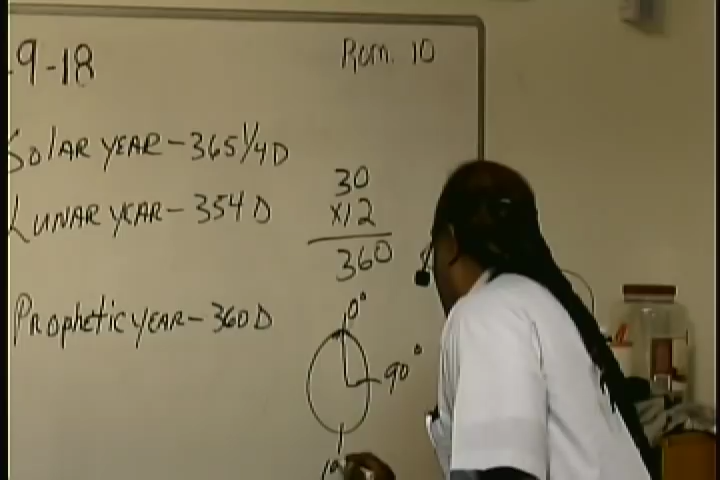 -9-18
Rom. 10
Solar year - 365 1/4 D
Lunar year - 354 D
Prophetic year - 360 D
30
x12
360
0°
90°